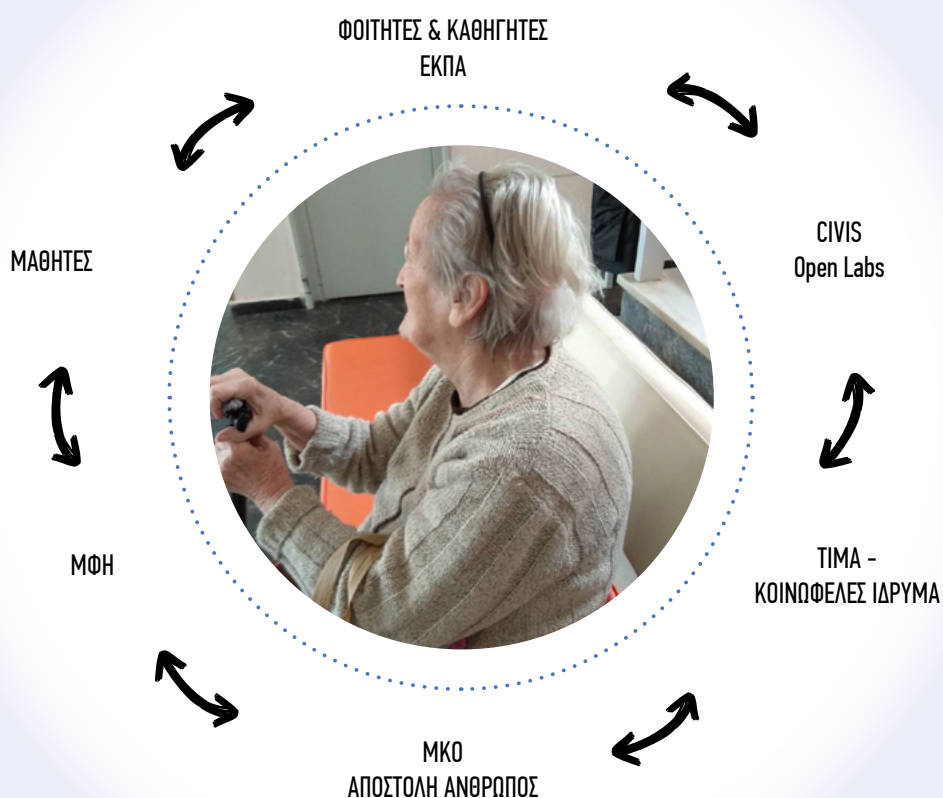 ΦΟΙΤΗΤΕΣ & ΚΑΘΗΓΗΤΕΣ
ΕΚΠΑ
CIVIS
Open Labs
ΤΙΜΑ -
ΚΟΙΝΩΦΕΛΕΣ ΙΔΡΥΜΑ
ΜΚΟ
ΑΠΟΣΤΟΛΗ ΑΝΘΡΩΠΟΣ
ΜΦΗ
ΜΑΘΗΤΕΣ